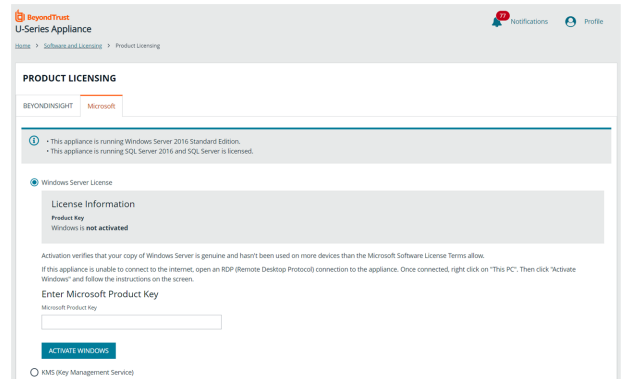 BeyondTrust
U-Series Appliance
77
Notifications
Profile
Home > Software and Licensing > Product Licensing
PRODUCT LICENSING
BEYONDINSIGHT
Microsoft
• This appliance is running Windows Server 2016 Standard Edition.
• This appliance is running SQL Server 2016 and SQL Server is licensed.
Windows Server License
License Information
Product Key
Windows is not activated
Activation verifies that your copy of Windows Server is genuine and hasn't been used on more devices than the Microsoft Software License Terms allow.
If this appliance is unable to connect to the internet, open an RDP (Remote Desktop Protocol) connection to the appliance. Once connected, right click on "This PC". Then click "Activate
Windows" and follow the instructions on the screen.
Enter Microsoft Product Key
Microsoft Product Key
ACTIVATE WINDOWS
KMS (Key Management Service)